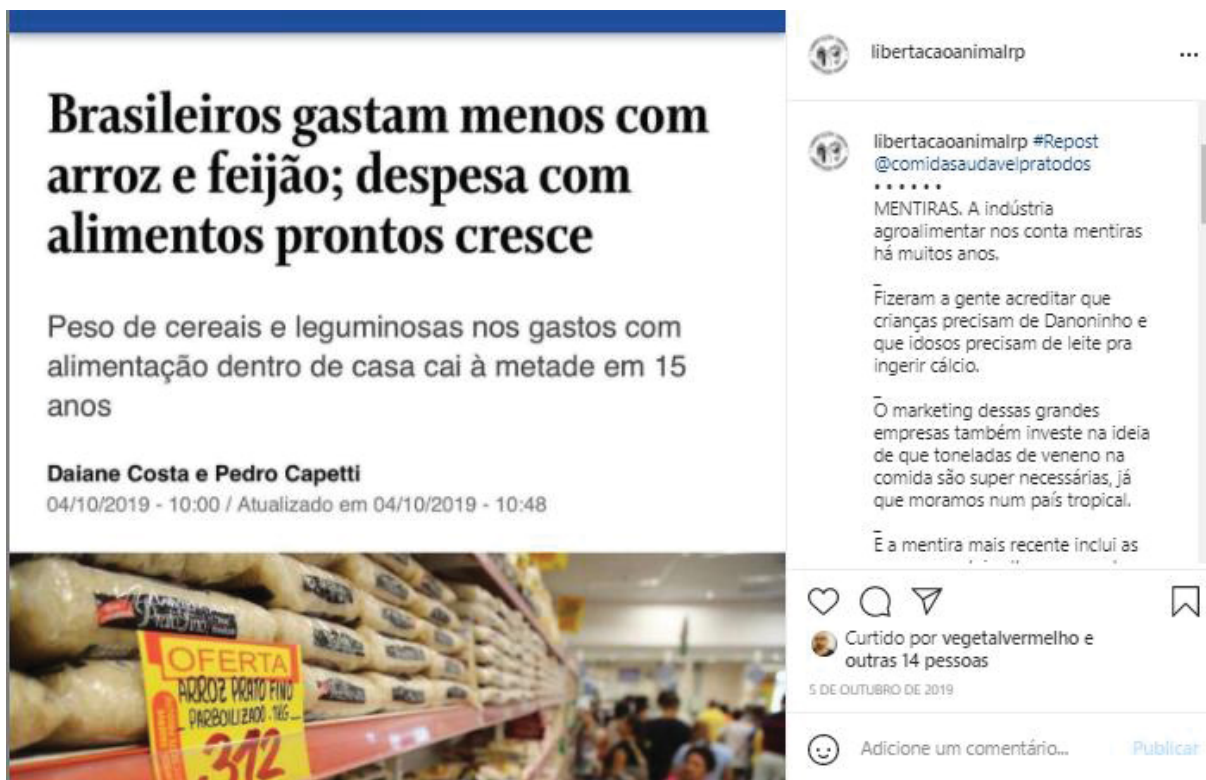 Brasileiros gastam menos com
arroz e feijão; despesa com
alimentos prontos cresce
Peso de cereais e leguminosas nos gastos com
alimentação dentro de casa cai à metade em 15
anos
Daiane Costa e Pedro Capetti
04/10/2019 - 10:00 / Atualizado em 04/10/2019 - 10:48
Prato Fino
OFERTA
ARROZ PRATO FINO
PARBOILIZADO - 1KG
3,12
libertacaoanimalrp
...
libertacaoanimalrp #Repost
@comidasaudavelpratodos
• • • • • •
MENTIRAS. A indústria
agroalimentar nos conta mentiras
há muitos anos.
_
Fizeram a gente acreditar que
crianças precisam de Danoninho e
que idosos precisam de leite pra
ingerir cálcio.
_
O marketing dessas grandes
empresas também investe na ideia
de que toneladas de veneno na
comida são super necessárias, já
que moramos num país tropical.
_
E a mentira mais recente inclui as
Curtido por vegetalvermelho e
outras 14 pessoas
5 DE OUTUBRO DE 2019
Adicione um comentário...
Publicar